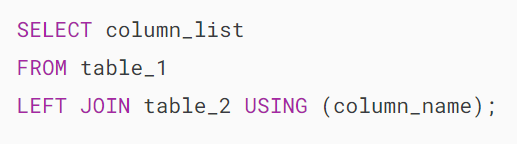 SELECT column_list
FROM table_1
LEFT JOIN table_2 USING (column_name);